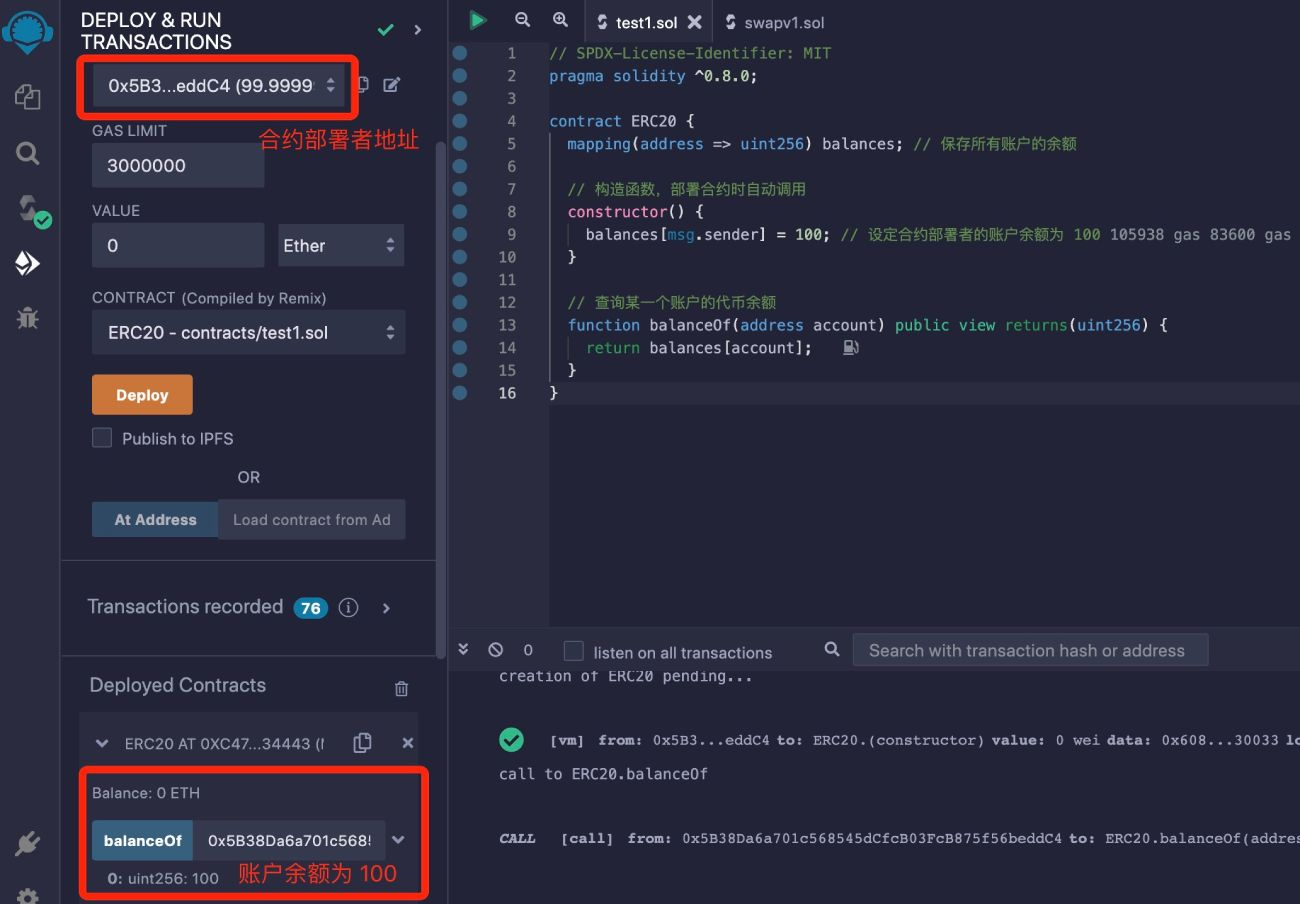 DEPLOY & RUN
TRANSACTIONS
0x5B3...eddC4 (99.9999
合约部署者地址
GAS LIMIT
3000000
VALUE
0
Ether
CONTRACT (Compiled by Remix)
ERC20 - contracts/test1.sol
Deploy
Publish to IPFS
OR
At Address
Load contract from Ad
Transactions recorded 76
Deployed Contracts
ERC20 AT 0XC47...34443 (
Balance: 0 ETH
balanceOf
0x5B38Da6a701c568
0: uint256: 100
账户余额为 100
test1.sol
swapv1.sol
1 // SPDX-License-Identifier: MIT
2 pragma solidity ^0.8.0;
3
4 contract ERC20 {
5 mapping(address => uint256) balances; // 保存所有账户的余额
6
7 // 构造函数，部署合约时自动调用
8 constructor() {
9 balances[msg.sender] = 100; // 设定合约部署者的账户余额为 100 105938 gas 83600 gas
10 }
11
12 // 查询某一个账户的代币余额
13 function balanceOf(address account) public view returns(uint256) {
14 return balances[account];
15 }
16 }
0
listen on all transactions
Search with transaction hash or address
creation of ERC20 pending...
[vm] from: 0x5B3...eddC4 to: ERC20.(constructor) value: 0 wei data: 0x608...30033 lo
call to ERC20.balanceOf
CALL [call] from: 0x5B38Da6a701c568545dCfcB03FcB875f56beddC4 to: ERC20.balanceOf(addres